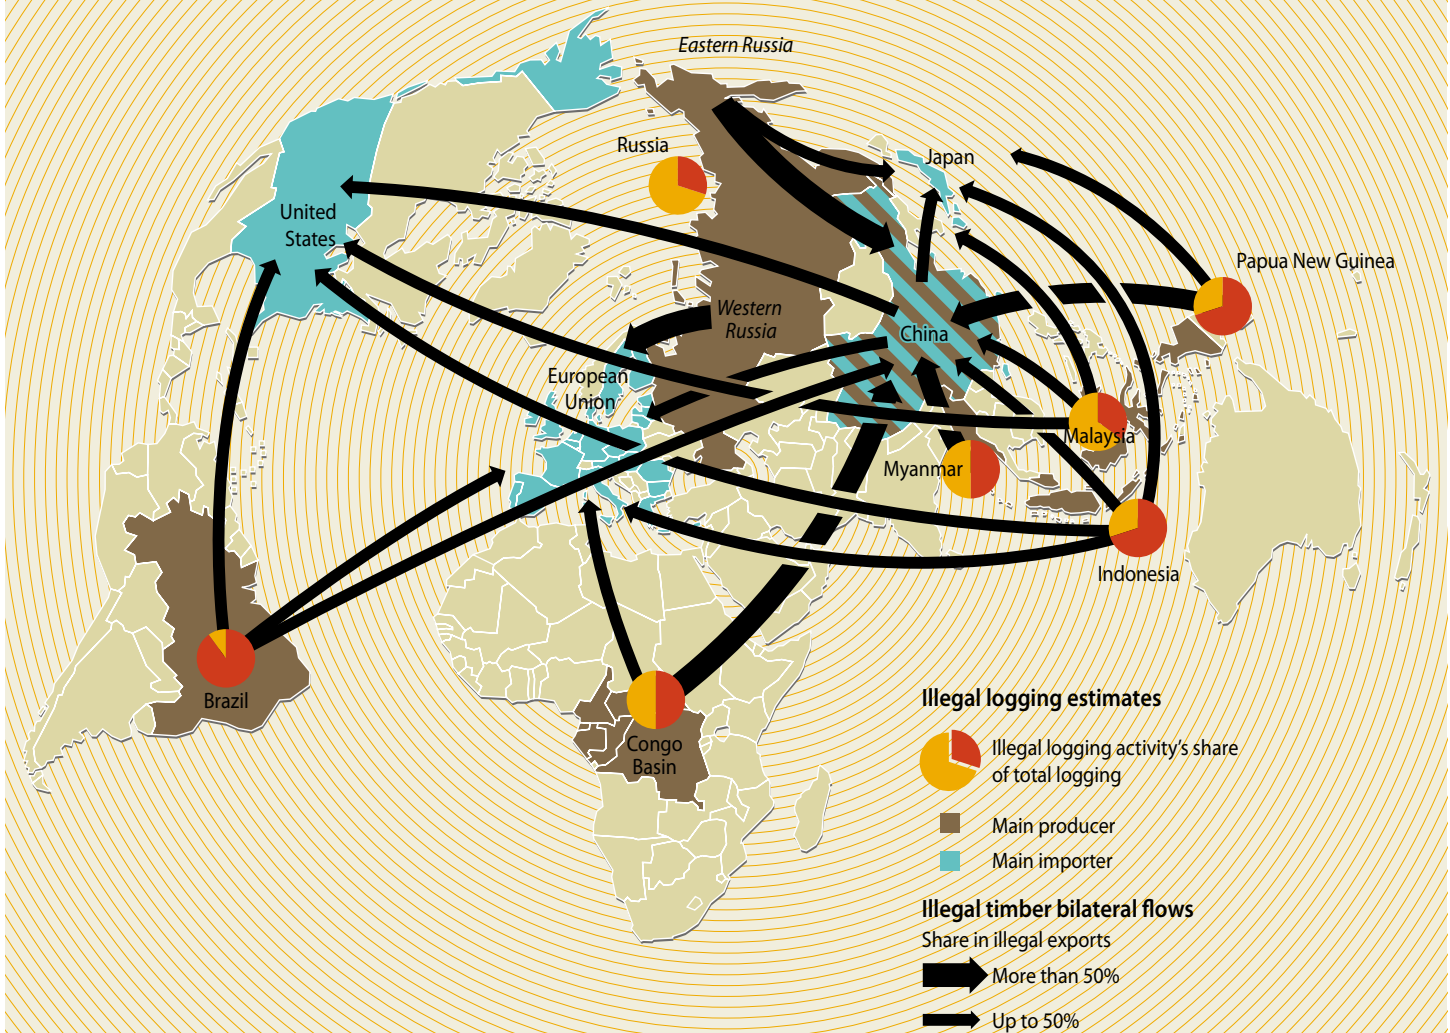 Eastern Russia
Russia
Japan
United
States
Papua New Guinea
Western
Russia
China
European
Union
Malaysia
Myanmar
Indonesia
Brazil
Congo
Basin
Illegal logging estimates
Illegal logging activity's share
of total logging
Main producer
Main importer
Illegal timber bilateral flows
Share in illegal exports
More than 50%
Up to 50%